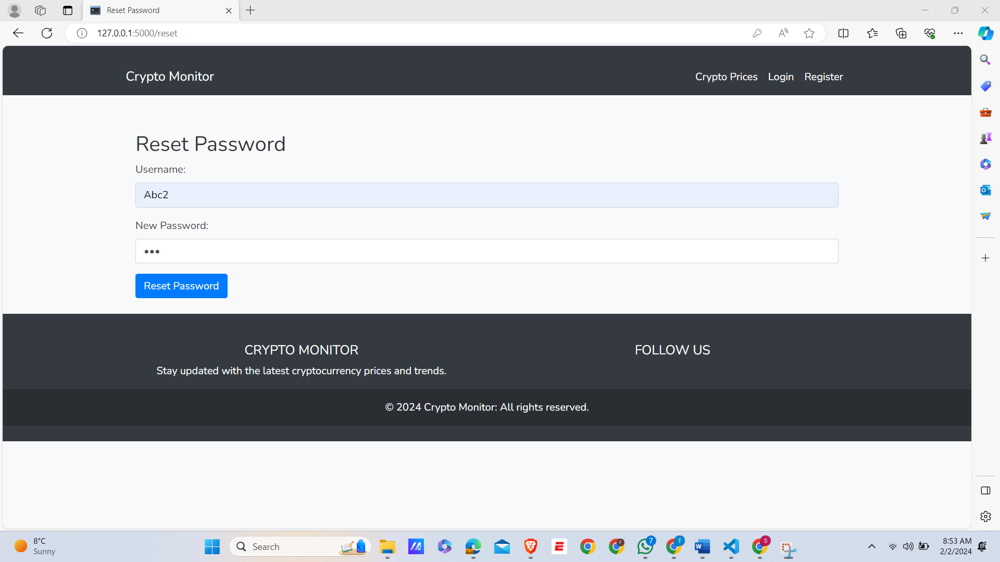 Reset Password
127.0.0.1:5000/reset
Crypto Monitor
Crypto Prices Login Register
Reset Password
Username:
Abc2
New Password:
•••
Reset Password
CRYPTO MONITOR
FOLLOW US
Stay updated with the latest cryptocurrency prices and trends.
© 2024 Crypto Monitor: All rights reserved.
8°C
Sunny
Search
7
T
S
F
8:53 AM
2/2/2024